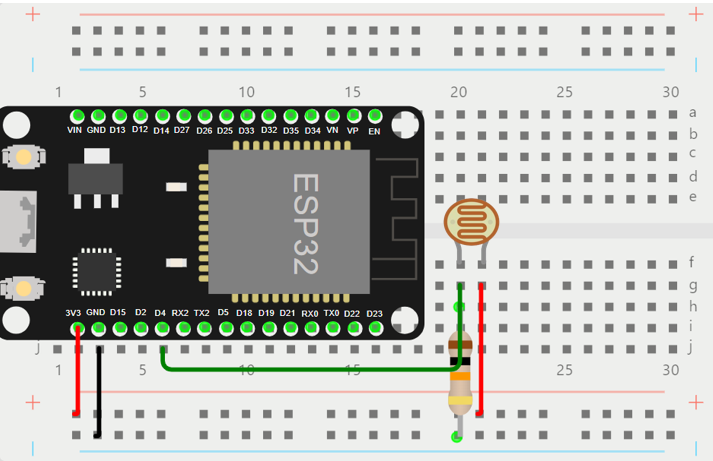 + +
1 5 10 15 20 25 30
VIN GND D13 D12 D14 D27 D26 D25 D33 D32 D35 D34 VN VP EN
a
b
c
d
e
ESP32
f
g
h
i
3V3 GND D15 D2 D4 RX2 TX2 D5 D18 D19 D21 RX0 TX0 D22 D23
j j
1 5 15 20 25 30
+ +